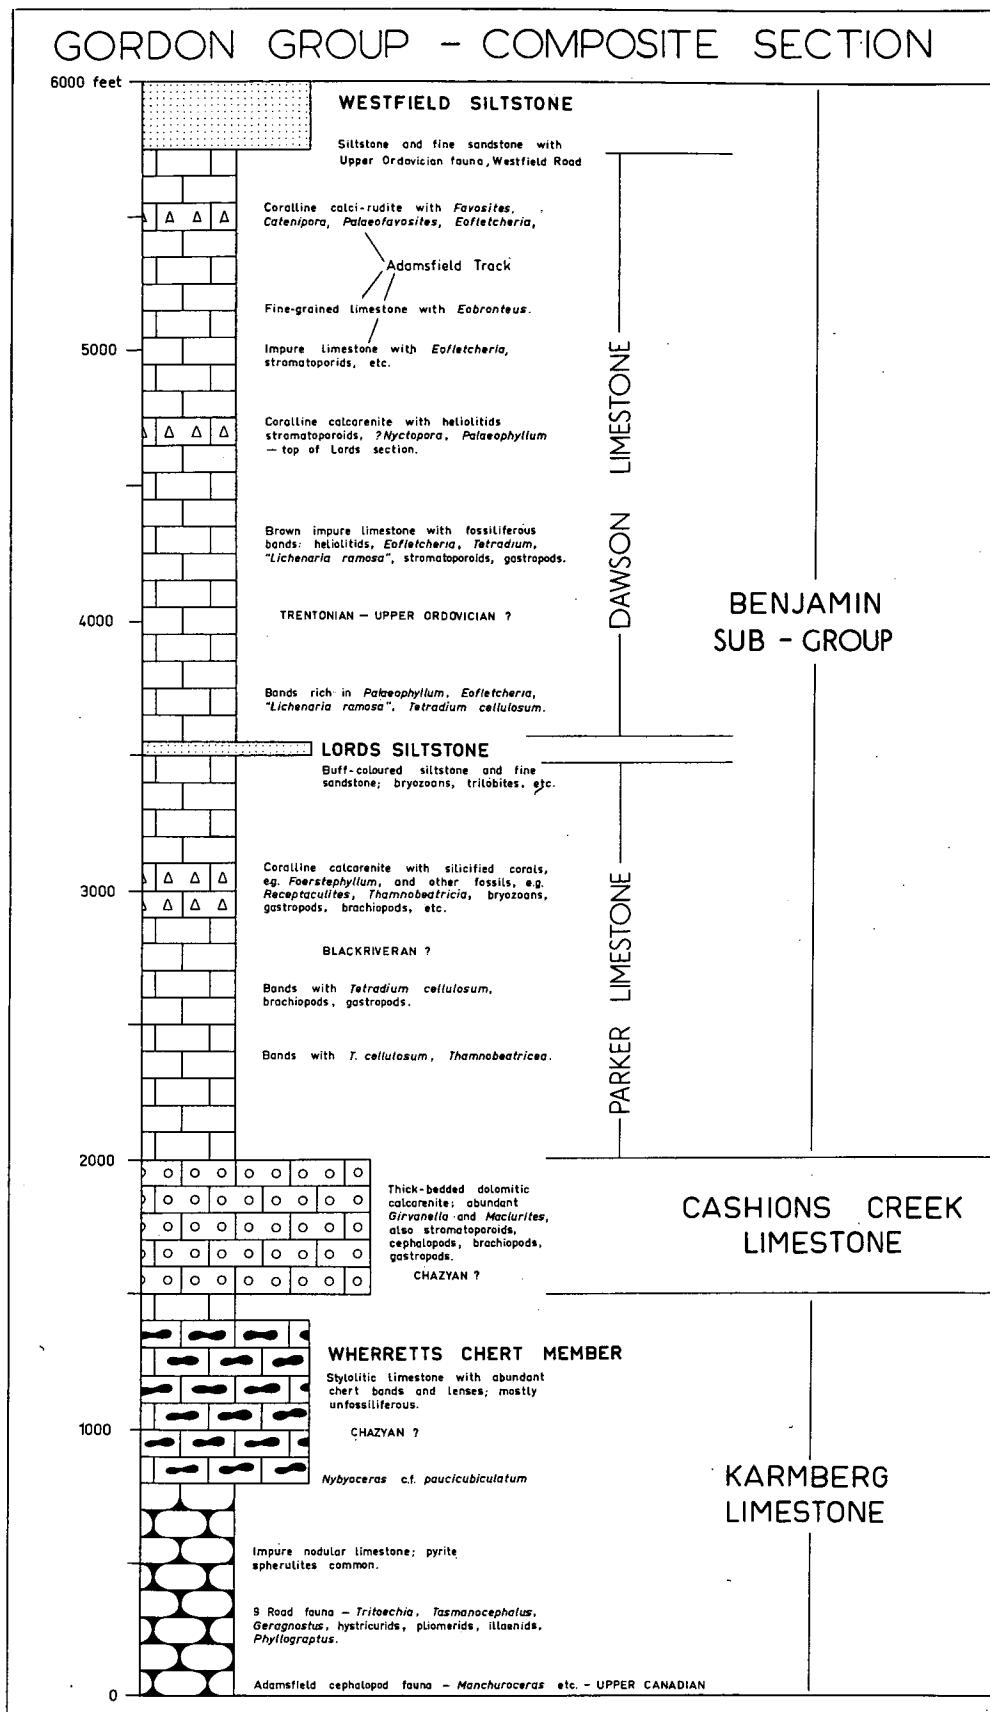 GORDON GROUP – COMPOSITE SECTION
6000 feet
WESTFIELD SILTSTONE
Siltstone and fine sandstone with
Upper Ordovician fauna, Westfield Road
Coralline calci-rudite with Favosites,
Catenipora, Palaeofavosites, Eofletcheria,
Adamsfield Track
Fine-grained limestone with Eobronteus.
5000
Impure limestone with Eofletcheria,
stromatoporids, etc.
Coralline calcarenite with heliolitids
stromatoporoids, ?Nyctopora, Palaeophyllum
– top of Lords section.
DAWSON LIMESTONE
Brown impure limestone with fossiliferous
bands: heliolitids, Eofletcheria, Tetradium,
"Lichenaria ramosa", stromatoporoids, gastropods.
BENJAMIN
SUB - GROUP
4000
TRENTONIAN – UPPER ORDOVICIAN ?
Bands rich in Palaeophyllum, Eofletcheria,
"Lichenaria ramosa", Tetradium cellulosum.
LORDS SILTSTONE
Buff-coloured siltstone and fine
sandstone; bryozoans, trilobites, etc.
3000
Coralline calcarenite with silicified corals,
eg. Foerstephyllum, and other fossils, e.g.
Receptaculites, Thamnobeatricia, bryozoans,
gastropods, brachiopods, etc.
PARKER LIMESTONE
BLACKRIVERAN ?
Bands with Tetradium cellulosum,
brachiopods, gastropods.
Bands with T. cellulosum, Thamnobeatricea.
2000
Thick-bedded dolomitic
calcarenite; abundant
Girvanella and Maclurites,
also stromatoporoids,
cephalopods, brachiopods,
gastropods.
CHAZYAN ?
CASHIONS CREEK
LIMESTONE
WHERRETTS CHERT MEMBER
Stylolitic limestone with abundant
chert bands and lenses; mostly
unfossiliferous.
1000
CHAZYAN ?
Nybyoceras c.f. paucicubiculatum
KARMBERG
LIMESTONE
Impure nodular limestone; pyrite
spherulites common.
9 Road fauna – Tritoechia, Tasmanocephalus,
Geragnostus, hystricurids, pliomerids, illaenids,
Phyllograptus.
0
Adamsfield cephalopod fauna – Manchuroceras etc. – UPPER CANADIAN